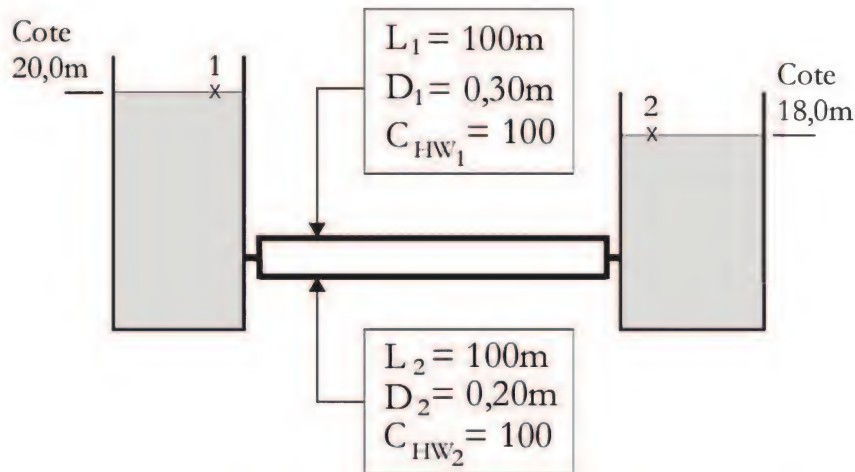 Cote
20,0m
1
L₁ = 100m
D₁ = 0,30m
C_HW₁ = 100
2
Cote
18,0m
L₂ = 100m
D₂ = 0,20m
C_HW₂ = 100